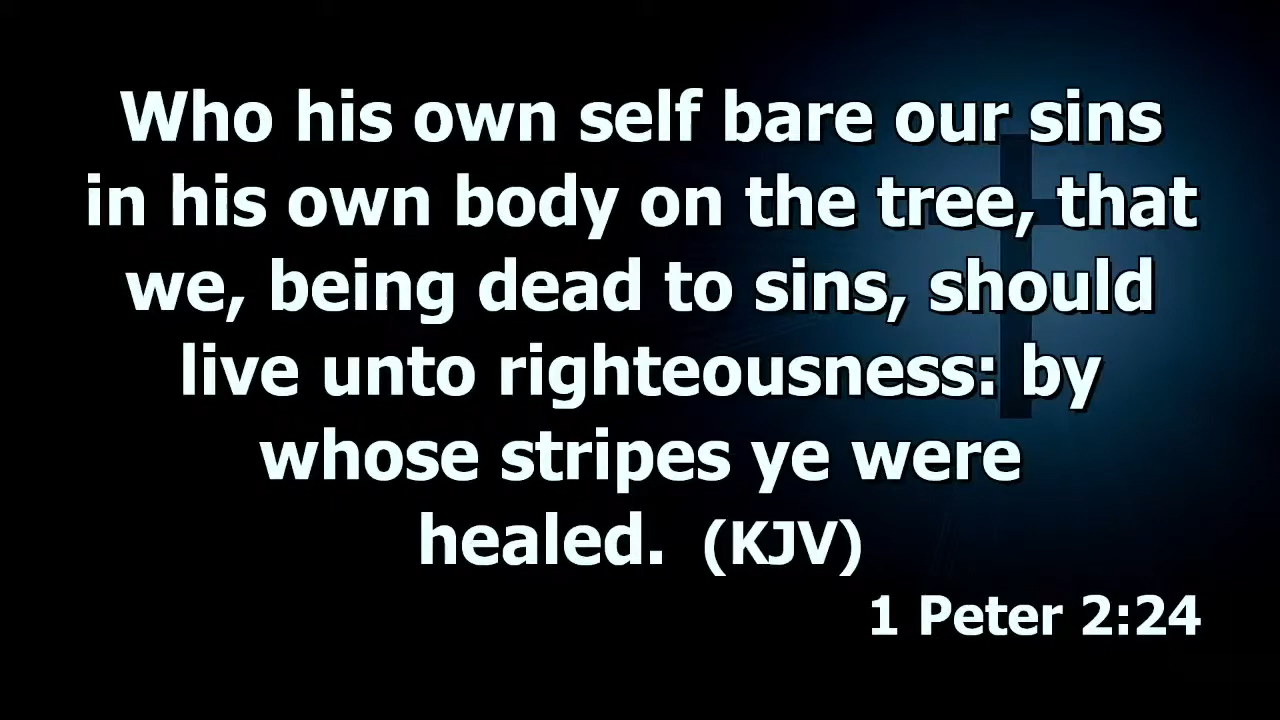 Who his own self bare our sins
in his own body on the tree, that
we, being dead to sins, should
live unto righteousness: by
whose stripes ye were
healed. (KJV)
1 Peter 2:24